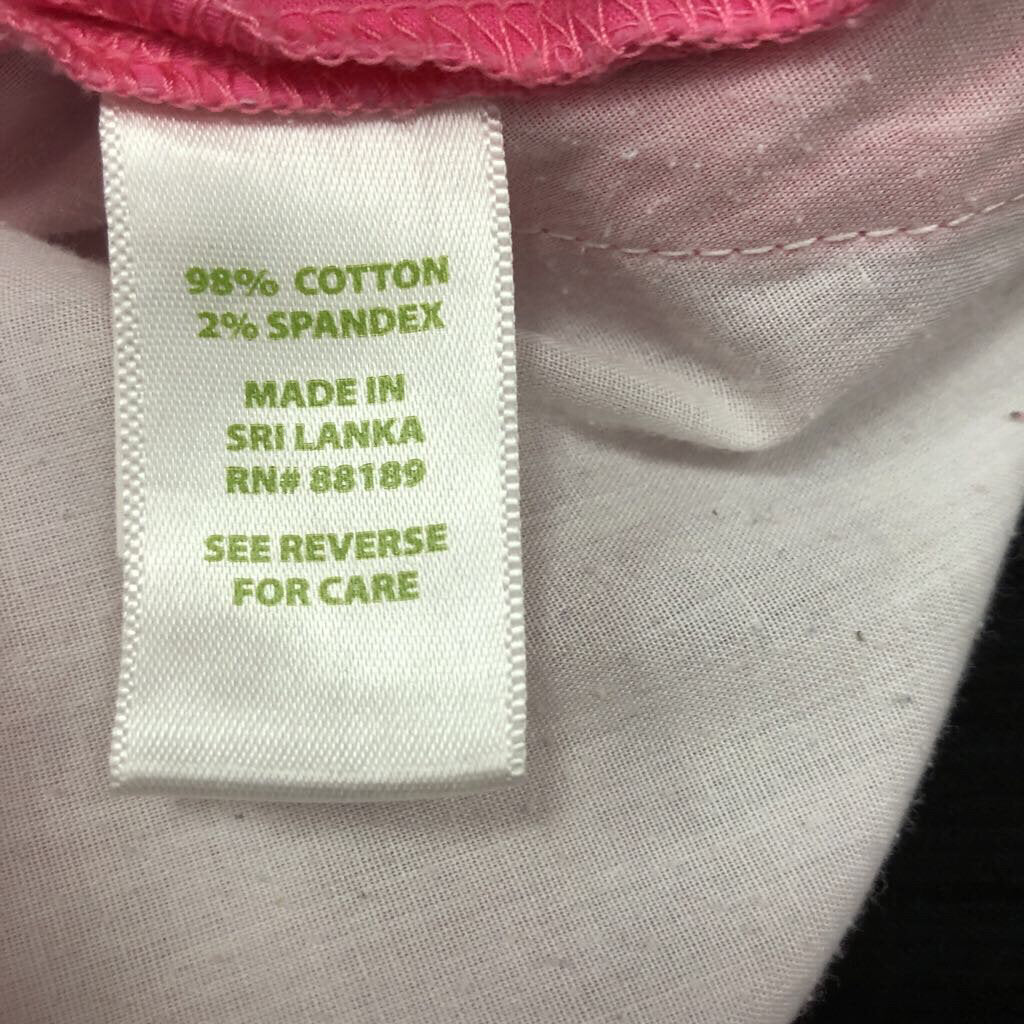 98% COTTON
2% SPANDEX
MADE IN
SRI LANKA
RN# 88189
SEE REVERSE
FOR CARE